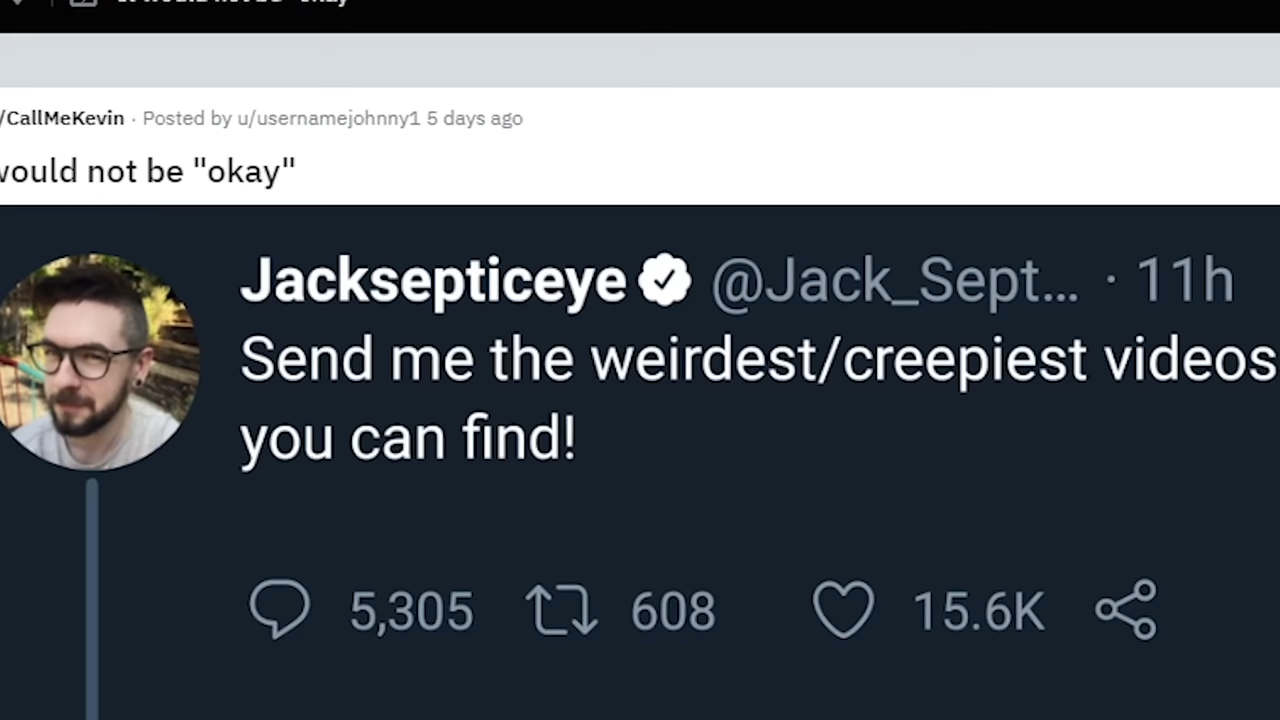 /CallMeKevin · Posted by u/usernamejohnny1 5 days ago
would not be "okay"
Jacksepticeye @Jack_Sept... · 11h
Send me the weirdest/creepiest videos
you can find!
5,305 608 15.6K